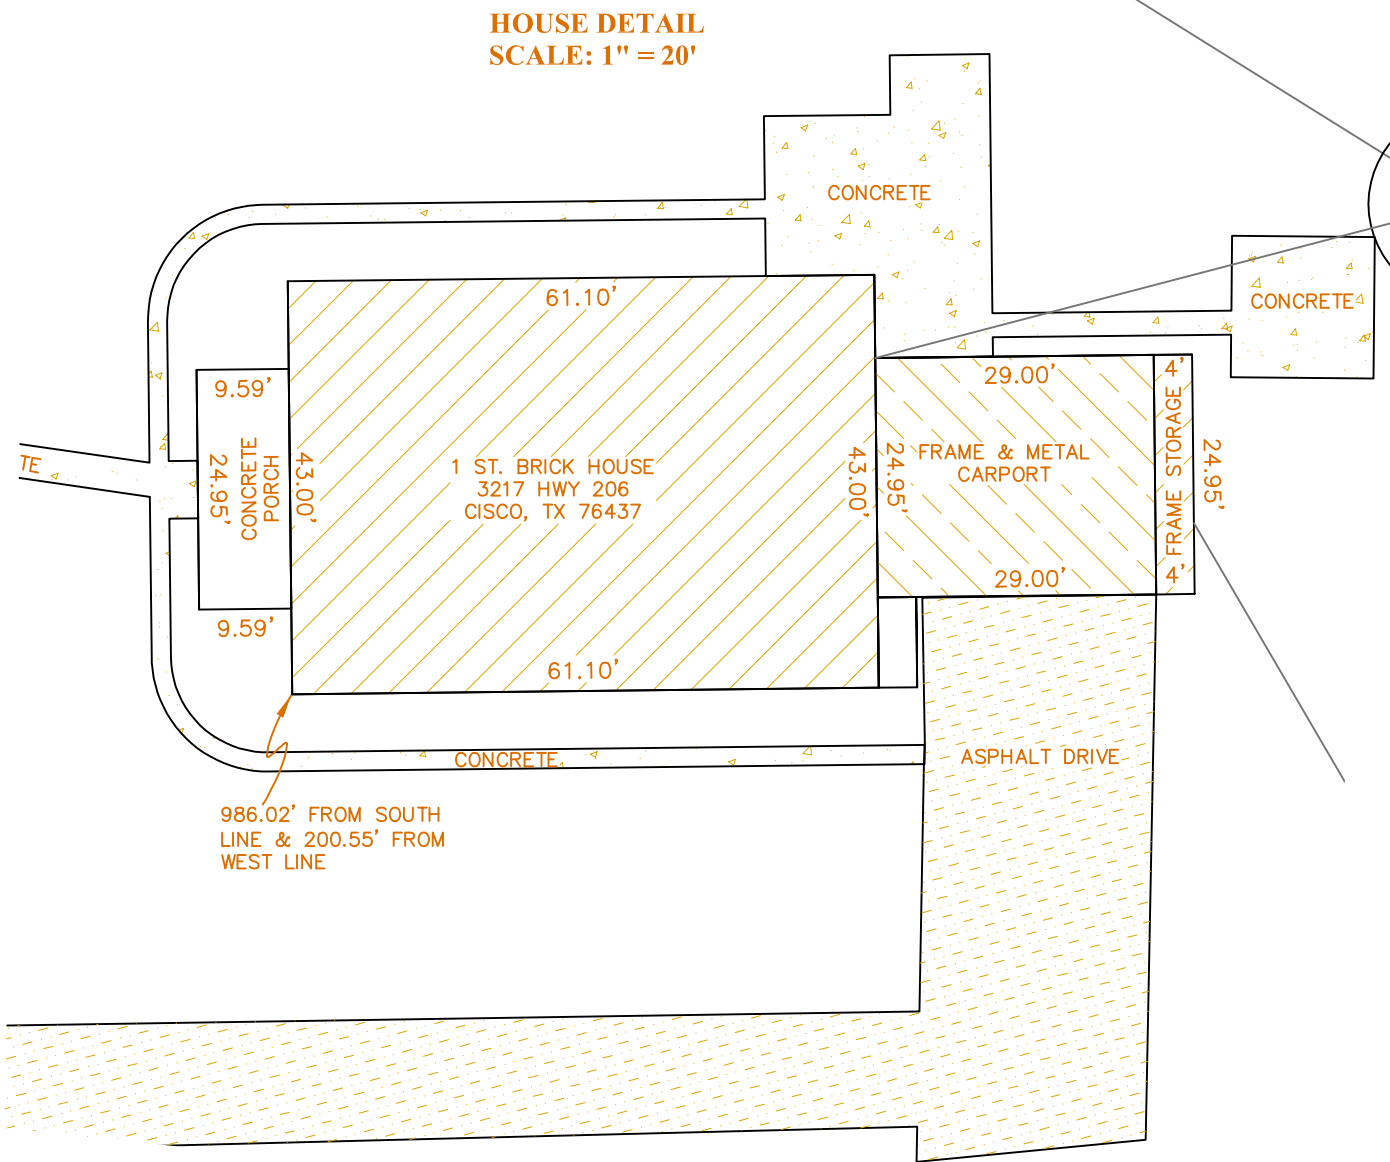 HOUSE DETAIL
SCALE: 1" = 20'
CONCRETE
61.10'
CONCRETE
9.59'
29.00'
4'
TE
24.95'
CONCRETE
PORCH
43.00'
1 ST. BRICK HOUSE
3217 HWY 206
CISCO, TX 76437
43.00'
24.95'
FRAME & METAL
CARPORT
FRAME STORAGE
24.95'
29.00'
4'
9.59'
61.10'
CONCRETE
ASPHALT DRIVE
986.02' FROM SOUTH
LINE & 200.55' FROM
WEST LINE